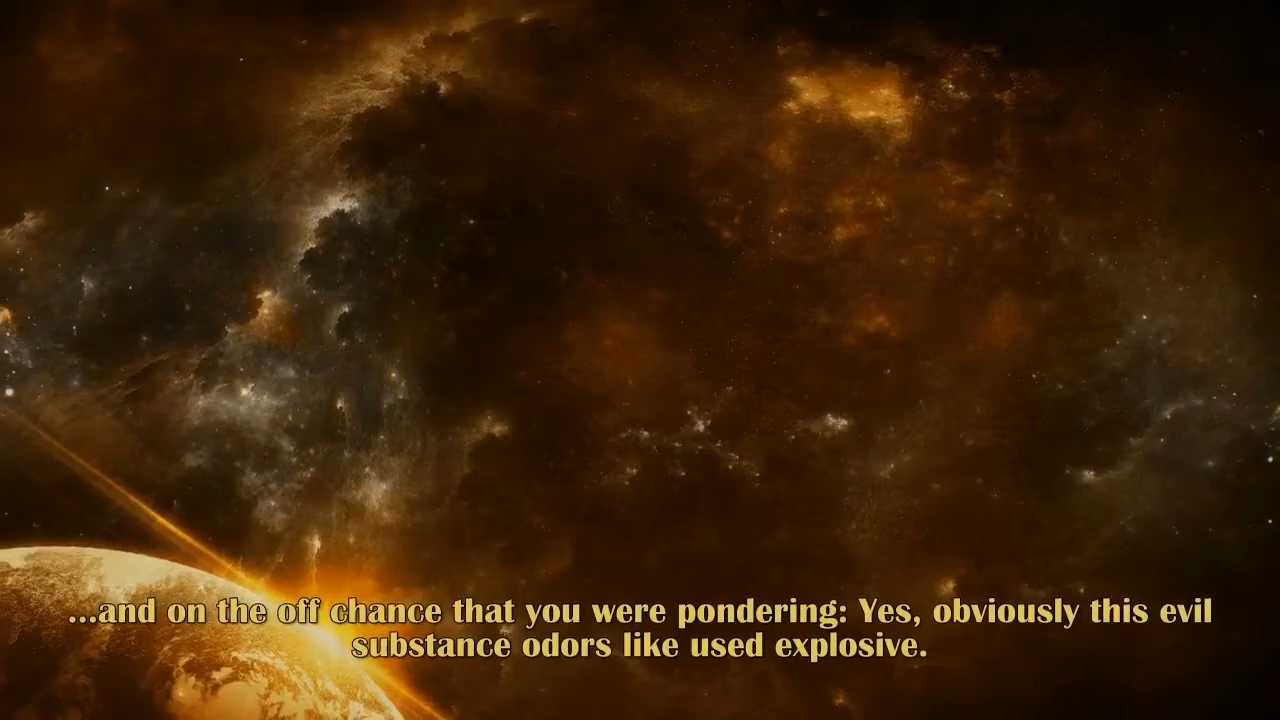 ...and on the off chance that you were pondering: Yes, obviously this evil
substance odors like used explosive.